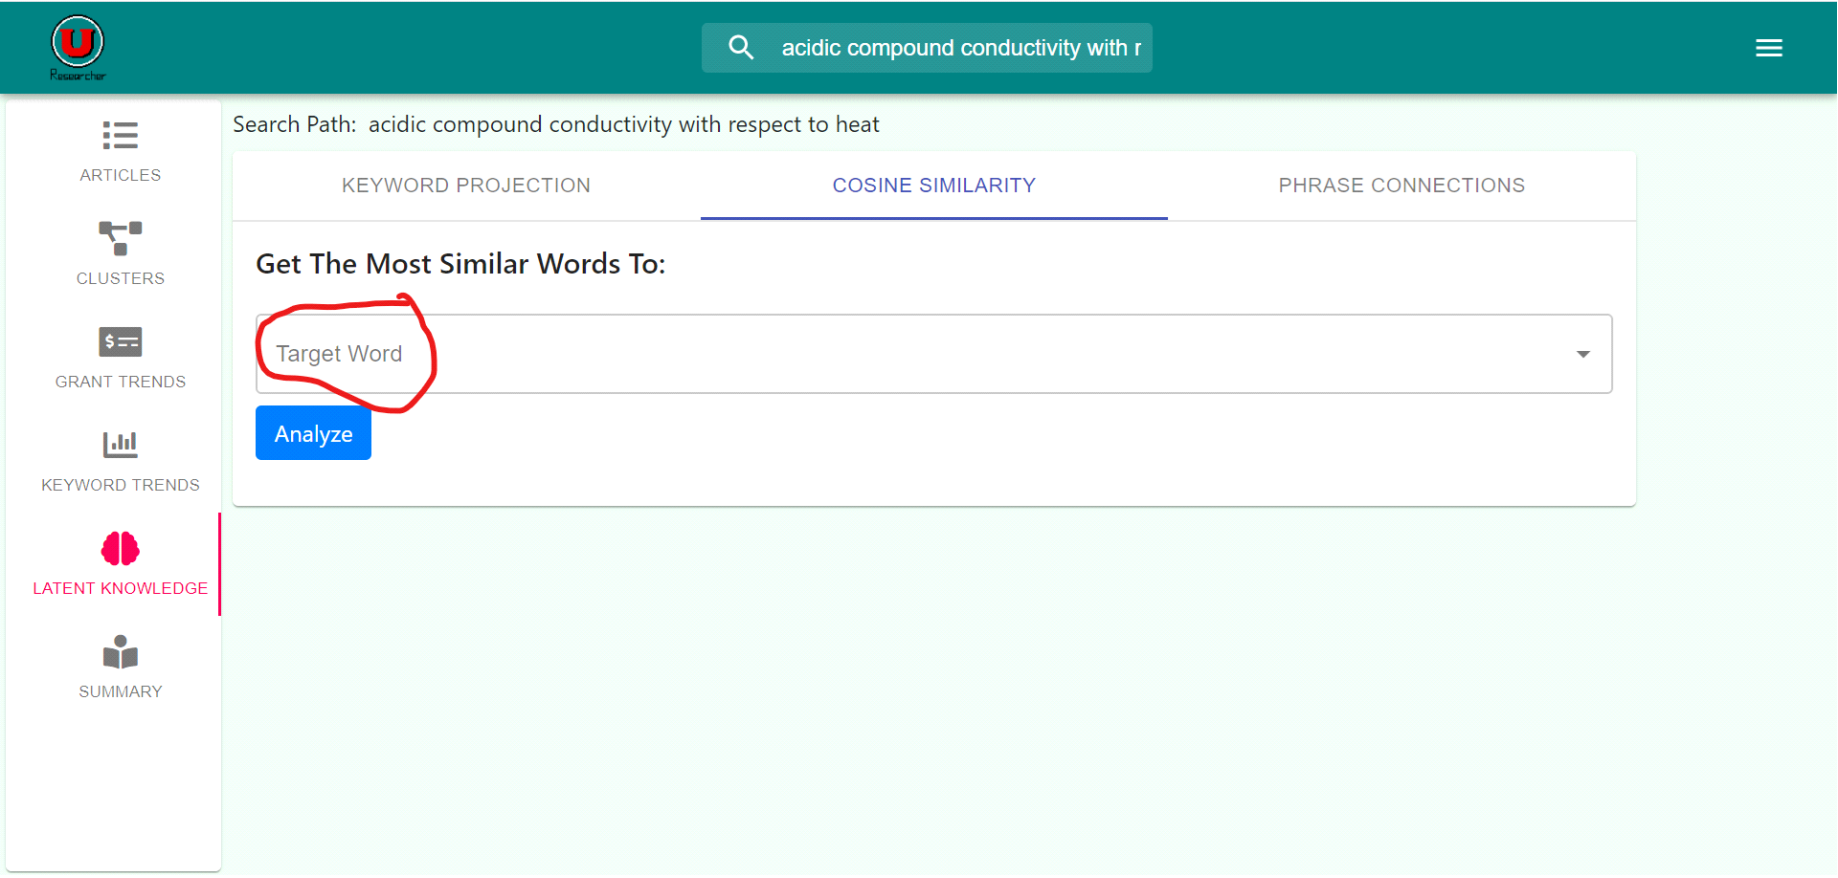 U
Researcher
acidic compound conductivity with r
ARTICLES
CLUSTERS
$
GRANT TRENDS
KEYWORD TRENDS
LATENT KNOWLEDGE
SUMMARY
Search Path: acidic compound conductivity with respect to heat
KEYWORD PROJECTION COSINE SIMILARITY PHRASE CONNECTIONS
Get The Most Similar Words To:
Target Word
Analyze